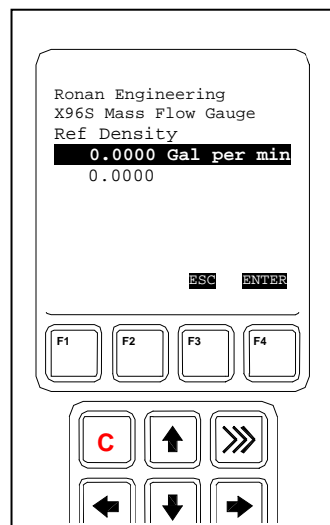 Ronan Engineering
X96S Mass Flow Gauge
Ref Density
0.0000 Gal per min
0.0000
ESC ENTER
F1 F2 F3 F4
C